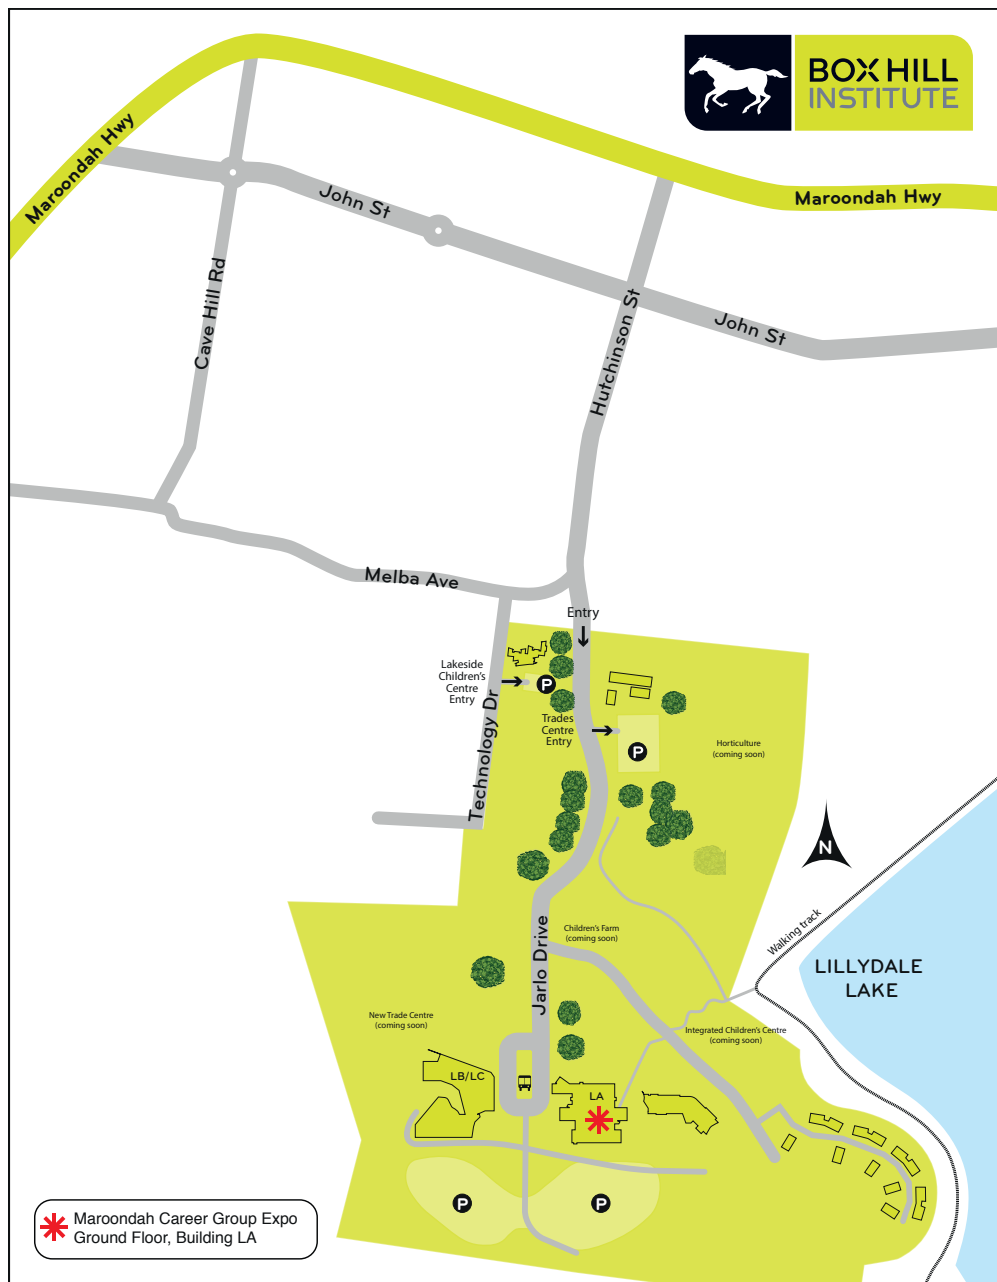 BOX HILL
INSTITUTE
Maroondah Hwy
Maroondah Hwy
John St
John St
Cave Hill Rd
Hutchinson St
Melba Ave
Entry
Lakeside
Children's
Centre
Entry
P
Technology Dr
Trades
Centre
Entry
P
Horticulture
(coming soon)
N
Walking track
LILLYDALE
LAKE
Children's Farm
(coming soon)
Jarlo Drive
New Trade Centre
(coming soon)
Integrated Children's Centre
(coming soon)
LB/LC
LA
P
P
Maroondah Career Group Expo
Ground Floor, Building LA